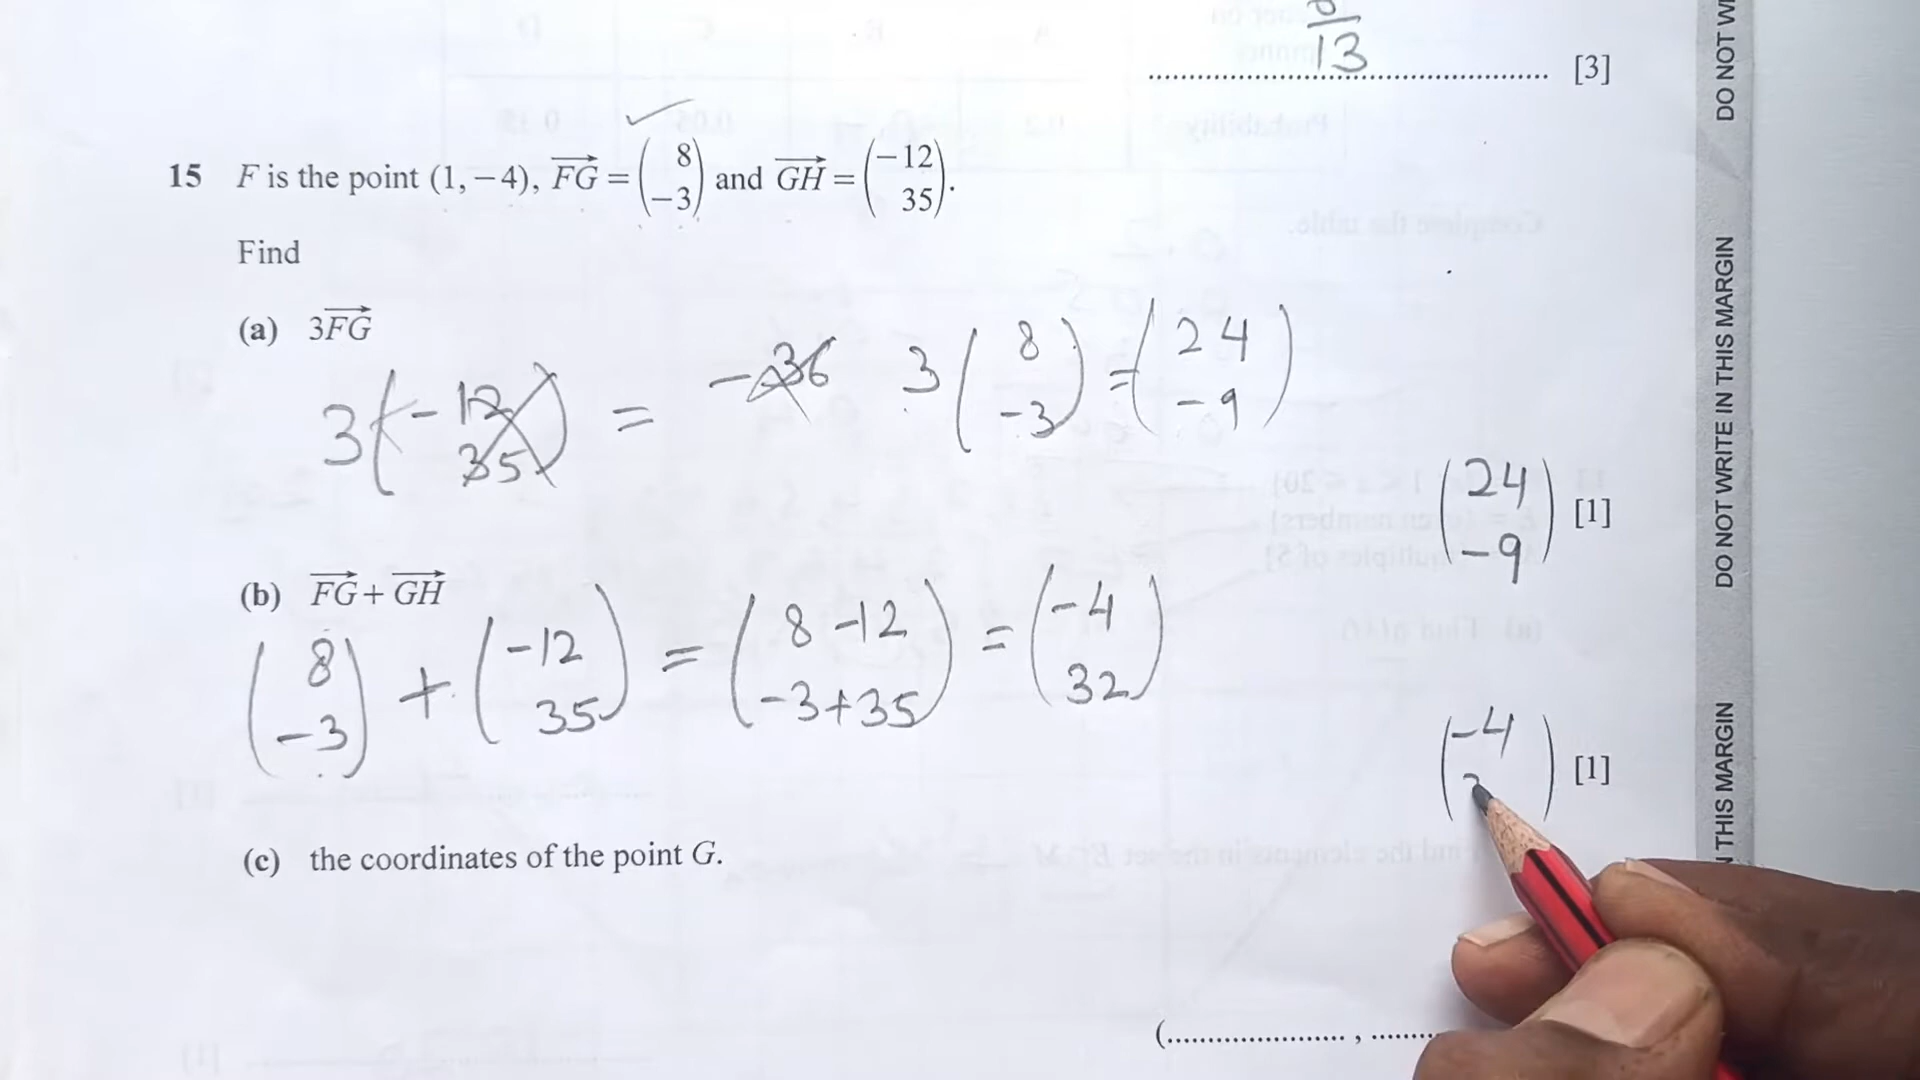 13
[3]
15 F is the point (1, −4), FG = (8 −3) and GH = (−12 35).
Find
(a) 3FG
3(−12 35) = −36 3(8 −3) = (24 −9)
(24 −9) [1]
(b) FG + GH
(8 −3) + (−12 35) = (8 −12 −3+35) = (−4 32)
(−4 [1]
(c) the coordinates of the point G.
(...................... , ........
DO NOT WRITE IN THIS MARGIN
DO NOT WR
THIS MARGIN